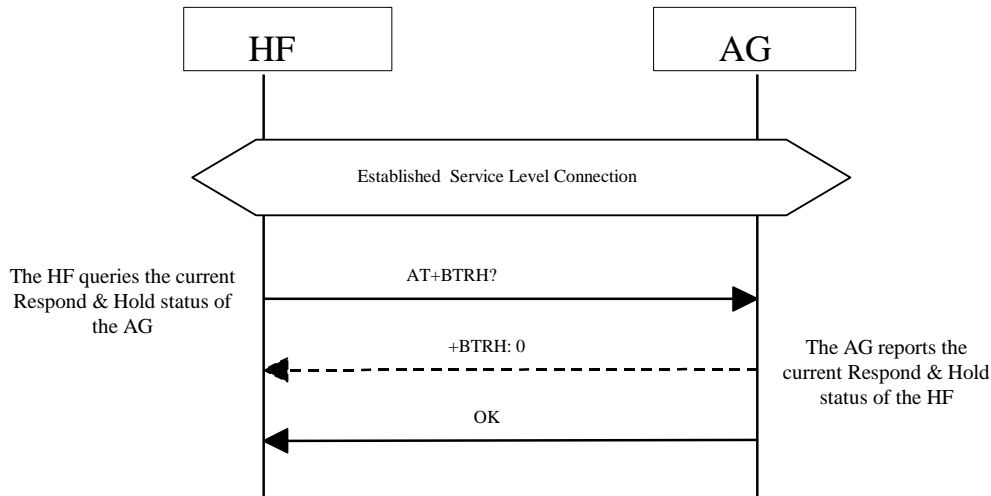 HF
AG
Established Service Level Connection
The HF queries the current
Respond & Hold status of
the AG
AT+BTRH?
+BTRH: 0
The AG reports the
current Respond & Hold
status of the HF
OK